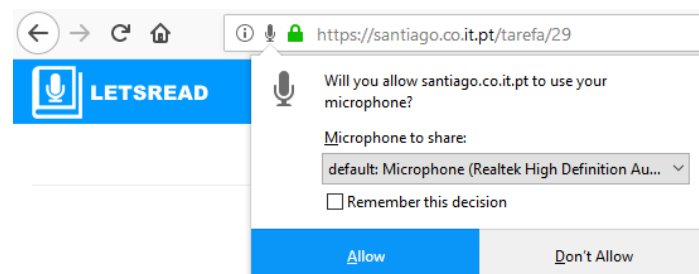 https://santiago.co.it.pt/tarefa/29
LETSREAD
Will you allow santiago.co.it.pt to use your
microphone?
Microphone to share:
default: Microphone (Realtek High Definition Au...
Remember this decision
Allow
Don't Allow